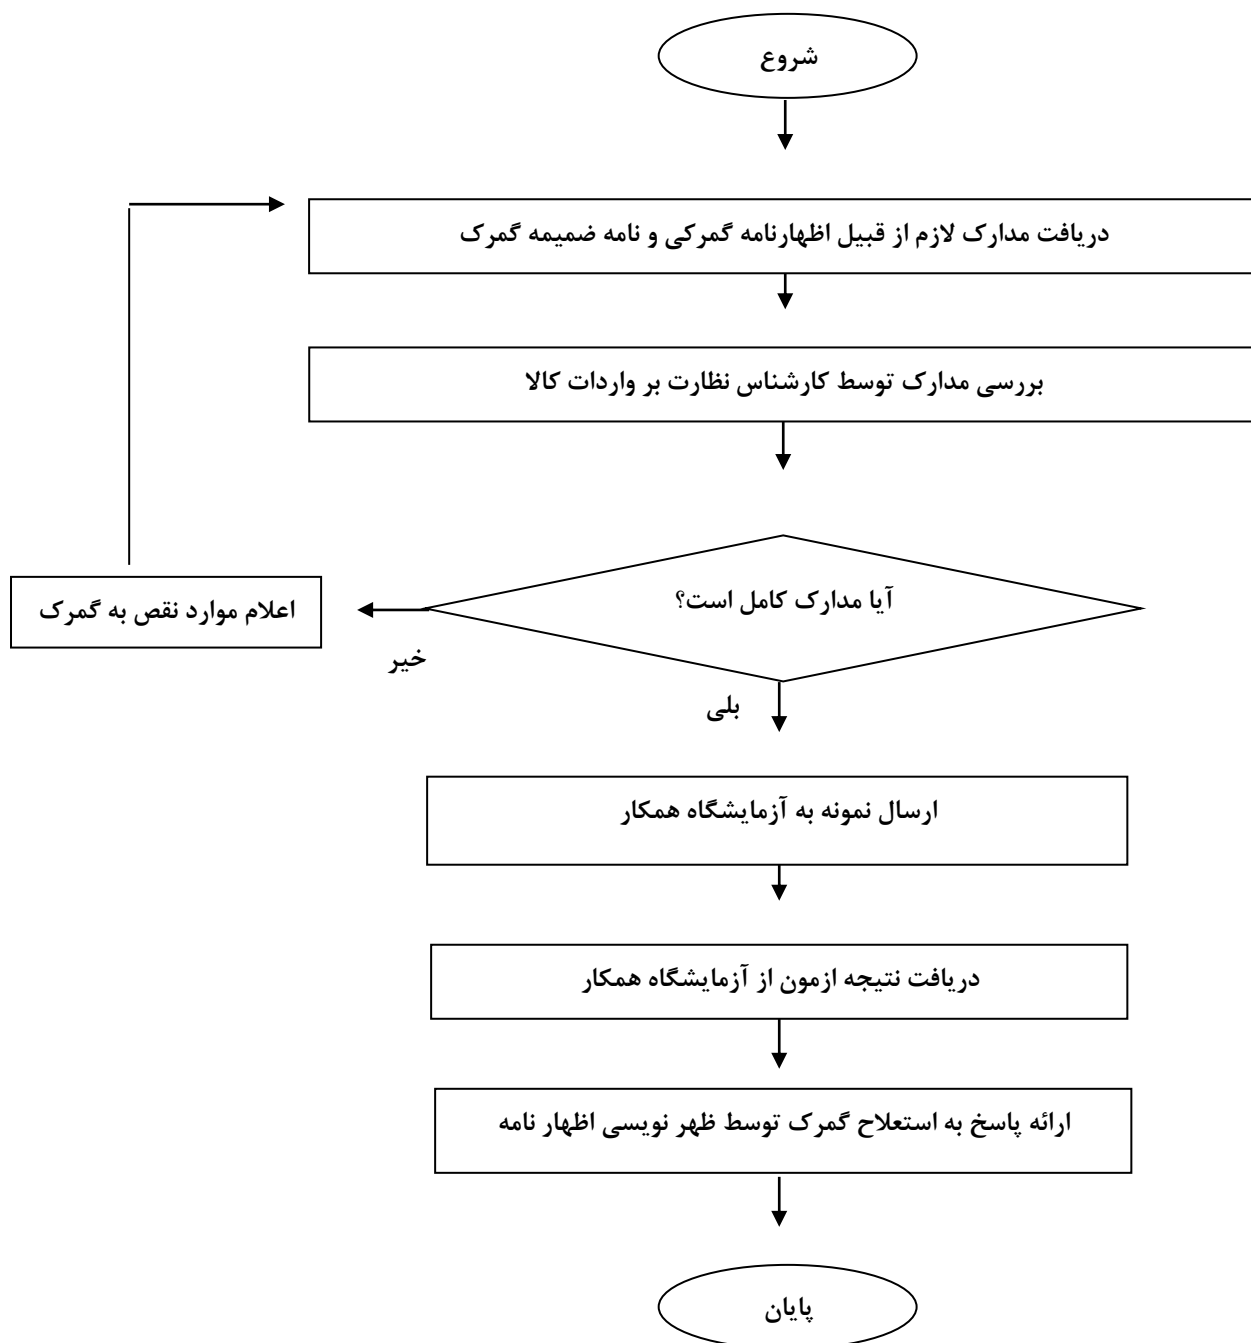 شروع
دریافت مدارک لازم از قبیل اظهارنامه گمرکی و نامه ضمیمه گمرک
بررسی مدارک توسط کارشناس نظارت بر واردات کالا
آیا مدارک کامل است؟
اعلام موارد نقص به گمرک
خیر
بلی
ارسال نمونه به آزمایشگاه همکار
دریافت نتیجه ازمون از آزمایشگاه همکار
ارائه پاسخ به استعلاح گمرک توسط ظهر نویسی اظهار نامه
پایان